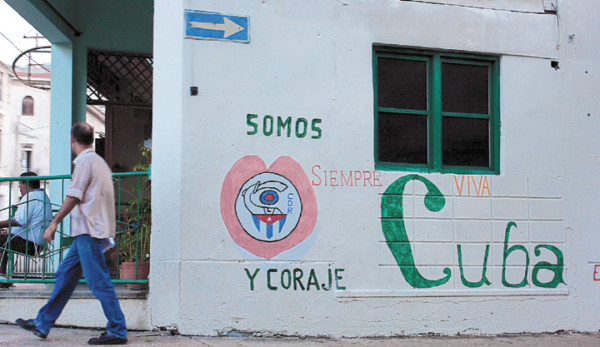 SOMOS
SIEMPRE
VIVA
CDR
Cuba
Y CORAJE